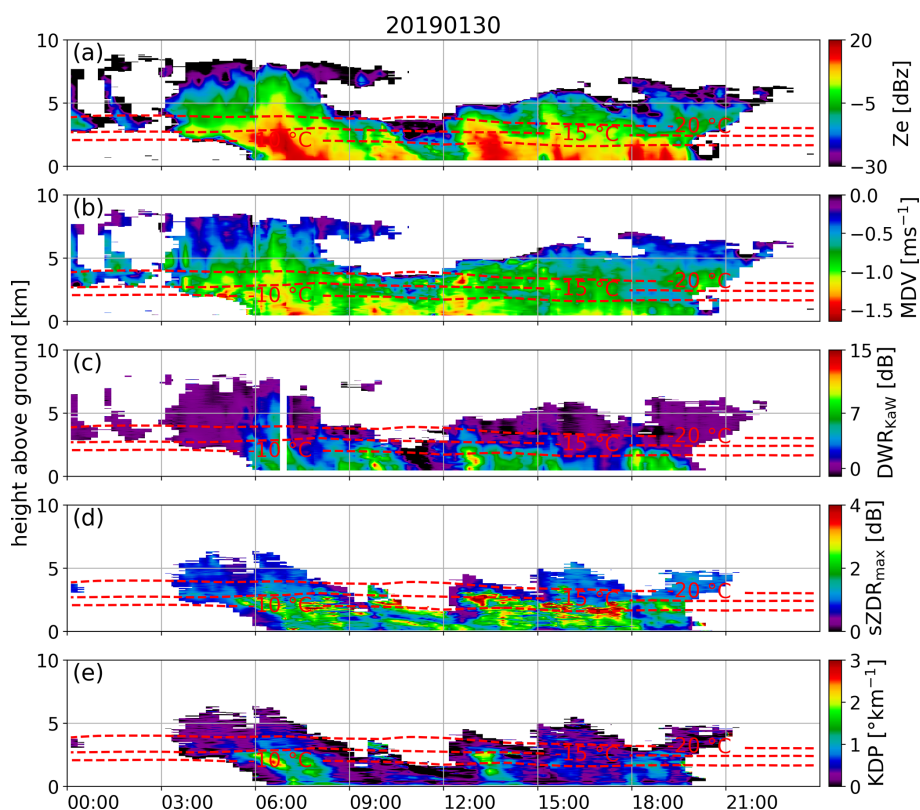 20190130
height above ground [km]
(a)
10
5
0
-10 °C
-15 °C
-20 °C
20
−5
−30
Ze [dBz]
(b)
10
5
0
-10 °C
-15 °C
-20 °C
0.0
−0.5
−1.0
−1.5
MDV [ms⁻¹]
(c)
10
5
0
-10 °C
-15 °C
-20 °C
15
7
0
DWR_KaW [dB]
(d)
10
5
0
-10 °C
-15 °C
-20 °C
4
2
0
sZDR_max [dB]
(e)
10
5
0
-10 °C
-15 °C
-20 °C
3
2
1
0
KDP [°km⁻¹]
00:00 03:00 06:00 09:00 12:00 15:00 18:00 21:00